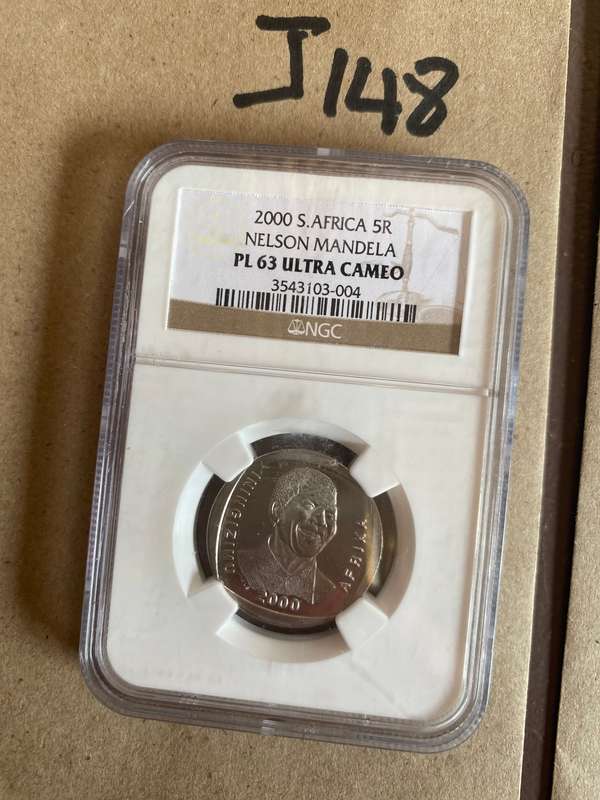 J148
2000 S.AFRICA 5R
NELSON MANDELA
PL 63 ULTRA CAMEO
3543103-004
NGC
AFRIKA
2000